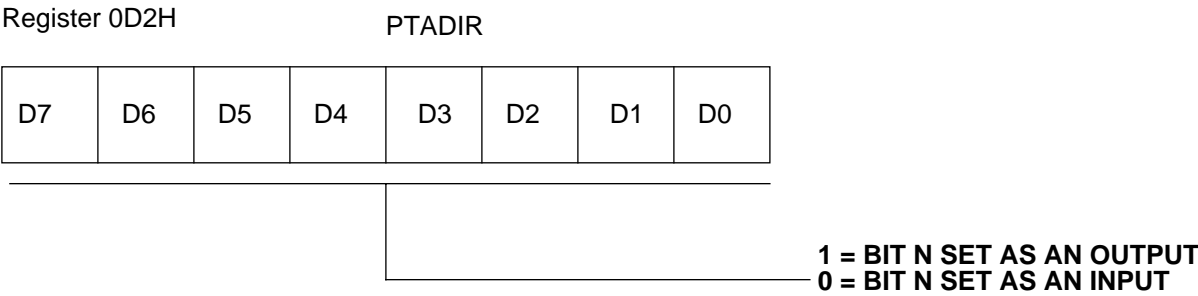 Register 0D2H
PTADIR
D7 D6 D5 D4 D3 D2 D1 D0
1 = BIT N SET AS AN OUTPUT
0 = BIT N SET AS AN INPUT